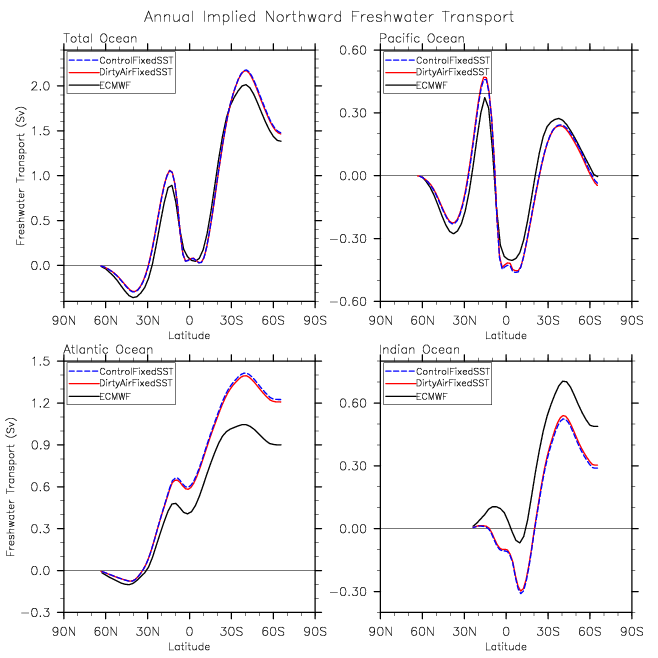 Annual Implied Northward Freshwater Transport
Total Ocean
ControlFixedSST
DirtyAirFixedSST
ECMWF
Freshwater Transport (Sv)
2.0
1.5
1.0
0.5
0.0
90N 60N 30N 0 30S 60S 90S
Latitude
Pacific Ocean
ControlFixedSST
DirtyAirFixedSST
ECMWF
0.60
0.30
0.00
−0.30
−0.60
90N 60N 30N 0 30S 60S 90S
Latitude
Atlantic Ocean
ControlFixedSST
DirtyAirFixedSST
ECMWF
Freshwater Transport (Sv)
1.5
1.2
0.9
0.6
0.3
0.0
−0.3
90N 60N 30N 0 30S 60S 90S
Latitude
Indian Ocean
ControlFixedSST
DirtyAirFixedSST
ECMWF
0.60
0.30
0.00
−0.30
90N 60N 30N 0 30S 60S 90S
Latitude